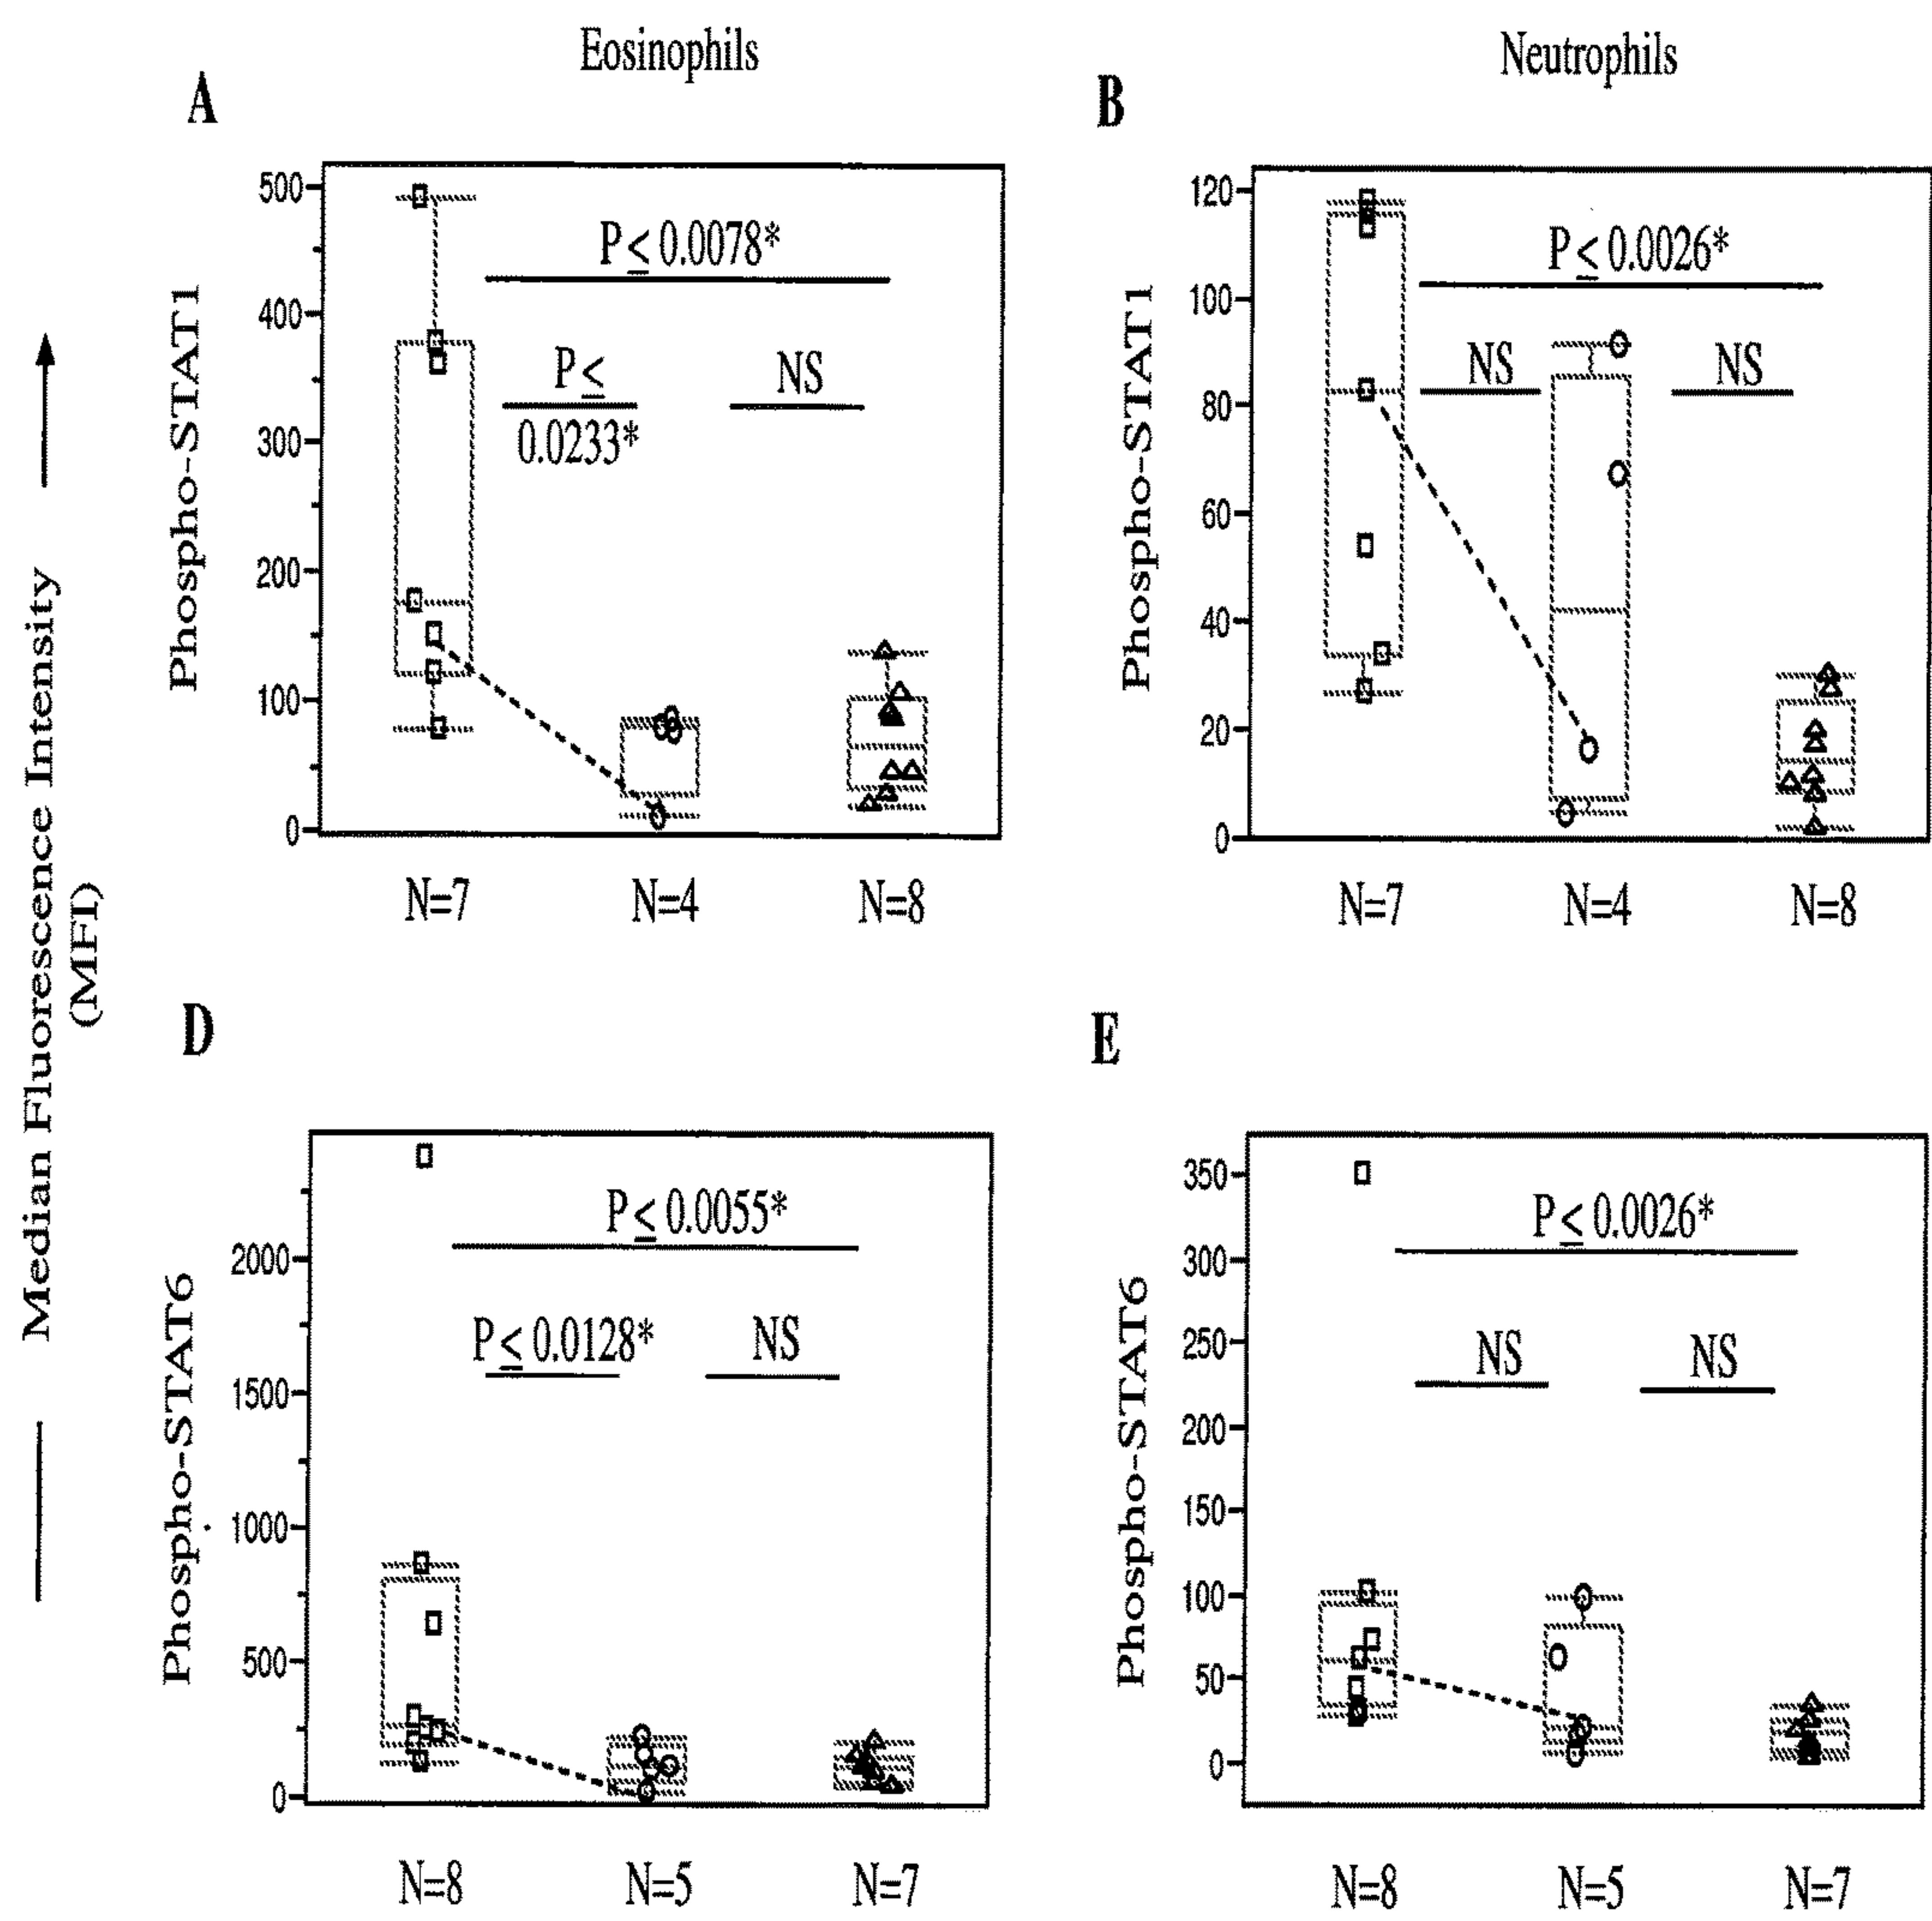 Eosinophils
Neutrophils
A
B
Median Fluorescence Intensity
(MFI)
Phospho-STAT1
500
400
300
200
100
0
P ≤ 0.0078*
P ≤
0.0233*
NS
N=7
N=4
N=8
Phospho-STAT1
120
100
80
60
40
20
0
P ≤ 0.0026*
NS
NS
N=7
N=4
N=8
D
E
Phospho-STAT6
2000
1500
1000
500
0
P ≤ 0.0055*
P ≤ 0.0128*
NS
N=8
N=5
N=7
Phospho-STAT6
350
300
250
200
150
100
50
0
P ≤ 0.0026*
NS
NS
N=8
N=5
N=7